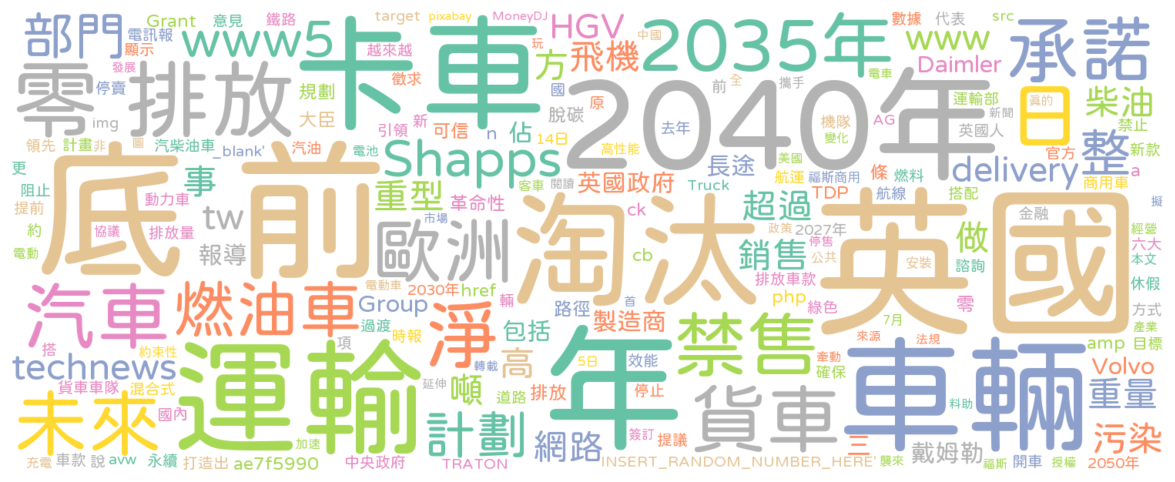 部門
電訊報
Grant
意見
鐵路
target
pixabay
MoneyDJ
www5
卡車
越來越
徵求
玩
中國
HGV
飛機
2035年
數據
www
代表
src
承諾
零排放
顯示
發展
停賣
img
規劃
大臣
引領
新
可信
n
方
佔
國
脫碳
原
前
全
電車
攜手
2040年
機隊
變化
AG
Daimler
運輸部
新聞
真的
英國人
日
柴油
禁止
官方
新款
整
a
商用車
領先
計畫
非
圖
汽柴油車
_blank'
汽油
電池
Shapps
14日
去年
高性能
長途
美國
航運
福斯商用
條
燃料
delivery
更
阻止
提前
約
電動
底前
事
動力車
協議
排放量
tw
報導
重型
革命性
客車
閱讀
市場
歐洲
英國政府
Truck
ck
cb
淘汰
超過
航線
TDP
搭配
2027年
政策
停售
公共
銷售
英國
安裝
做
諮詢
金融
經營
六大
本文
休假
方式
產業
目標
汽車
燃油車
電動車
2030年
Group
過渡
時報
href
輛
淨
包括
路徑
首
製造商
禁售
php
排放車款
綠色
零
7月
來源
法規
amp
Volvo
technews
搭
約束性
貨車車隊
混合式
國內
運輸
項
高
噸
轉載
延伸
道路
排放
年
5日
效能
停止
簽訂
提議
貨車
牽動
確保
車輛
料助
重量
污染
未來
充電
車款
說
avw
永續
打造出
ae7f5990
加速
中央政府
計劃
TRATON
網路
INSERT_RANDOM_NUMBER_HERE'
三
戴姆勒
襲來
福斯
開車
授權
2050年
擬